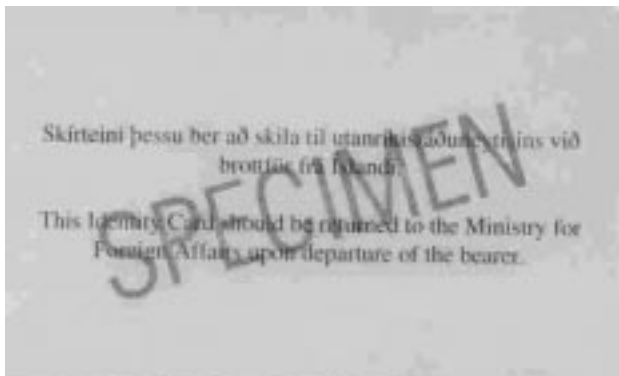 Skírteini þessu ber að skila til utanríkisráðuneytisins við
brottför frá Íslandi.
This Identity Card should be returned to the Ministry for
Foreign Affairs upon departure of the bearer.
SPECIMEN